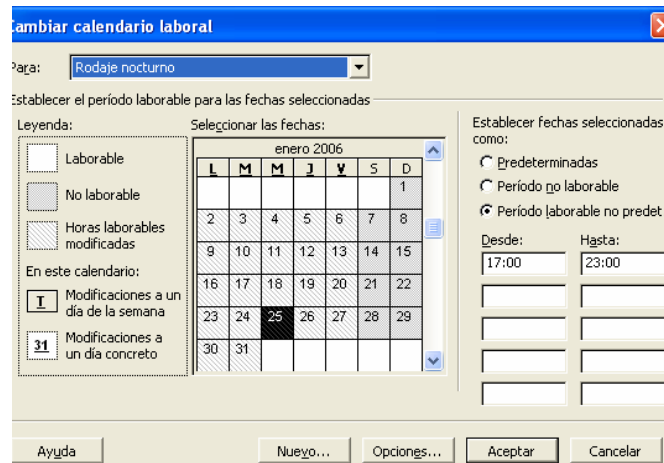 Cambiar calendario laboral
Para: Rodaje nocturno
Establecer el período laborable para las fechas seleccionadas
Leyenda:
Laborable
No laborable
Horas laborables
modificadas
En este calendario:
T Modificaciones a un
día de la semana
31 Modificaciones a
un día concreto
Seleccionar las fechas:
enero 2006
L M M J V S D
1
2 3 4 5 6 7 8
9 10 11 12 13 14 15
16 17 18 19 20 21 22
23 24 25 26 27 28 29
30 31
Establecer fechas seleccionadas
como:
Predeterminadas
Período no laborable
Período laborable no predet
Desde: Hasta:
17:00 23:00
Ayuda Nuevo... Opciones... Aceptar Cancelar